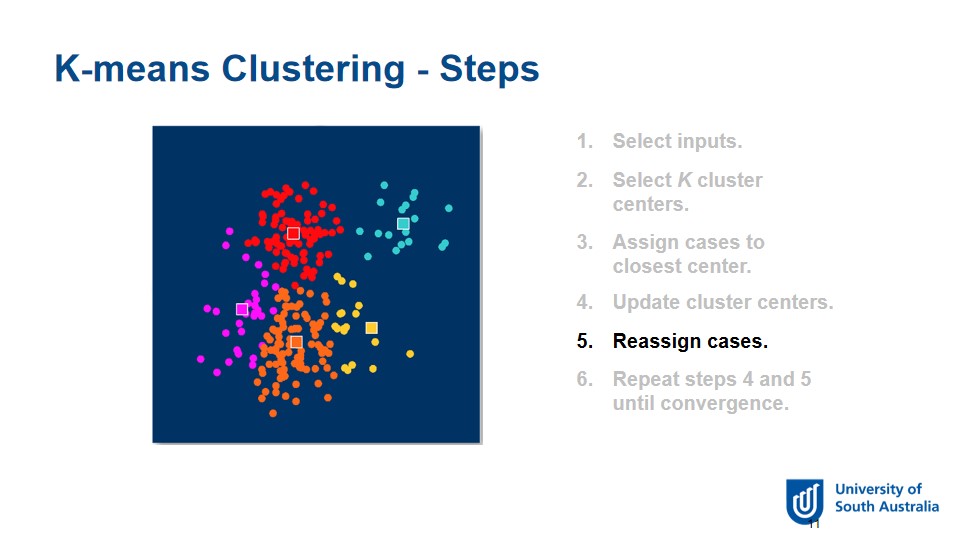 K-means Clustering - Steps
1. Select inputs.
2. Select K cluster
centers.
3. Assign cases to
closest center.
4. Update cluster centers.
5. Reassign cases.
6. Repeat steps 4 and 5
until convergence.
University of
South Australia
11